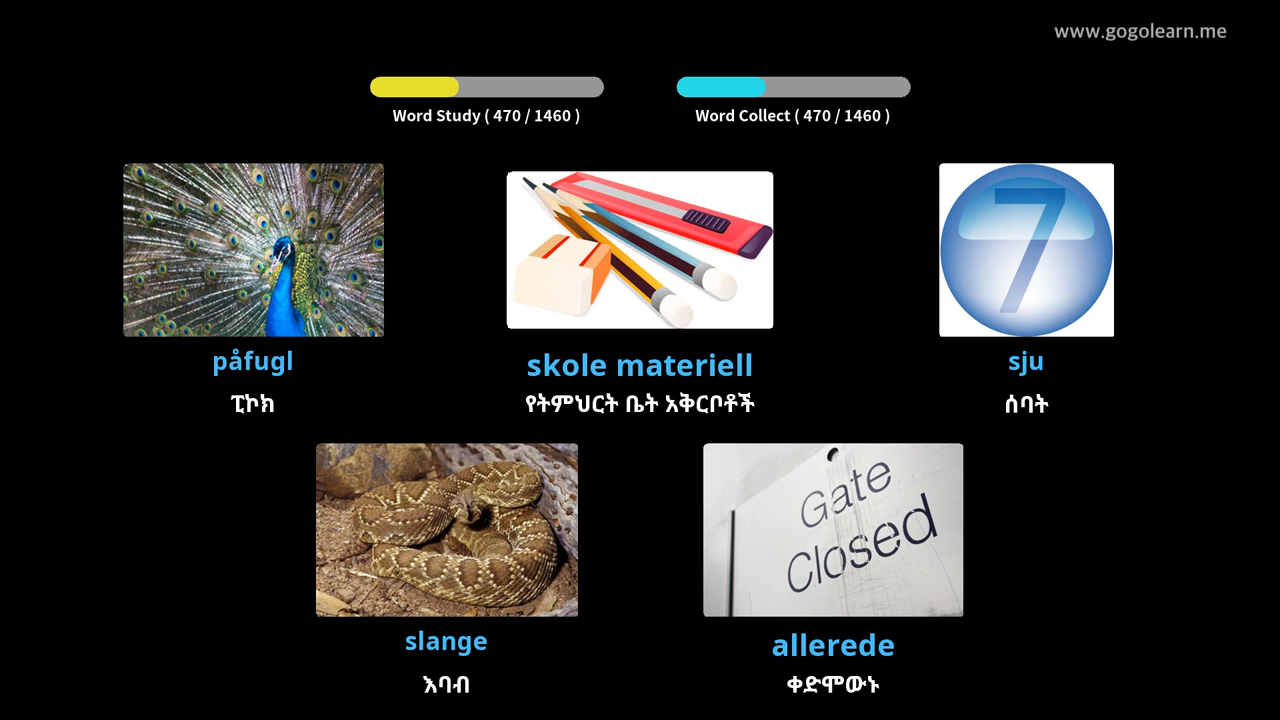 www.gogolearn.me
Word Study ( 470 / 1460 )
Word Collect ( 470 / 1460 )
7
påfugl
ፒኮክ
skole materiell
የትምህርት ቤት አቅርቦቶች
sju
ሰባት
Gate
Closed
slange
እባብ
allerede
ቀድሞውኑ